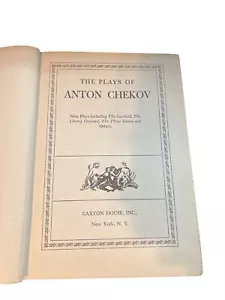 THE PLAYS OF
ANTON CHEKOV
Nine Plays including The Sea-Gull, The
Cherry Orchard, The Three Sisters and
Others.
CAXTON HOUSE, INC.
New York, N. Y.